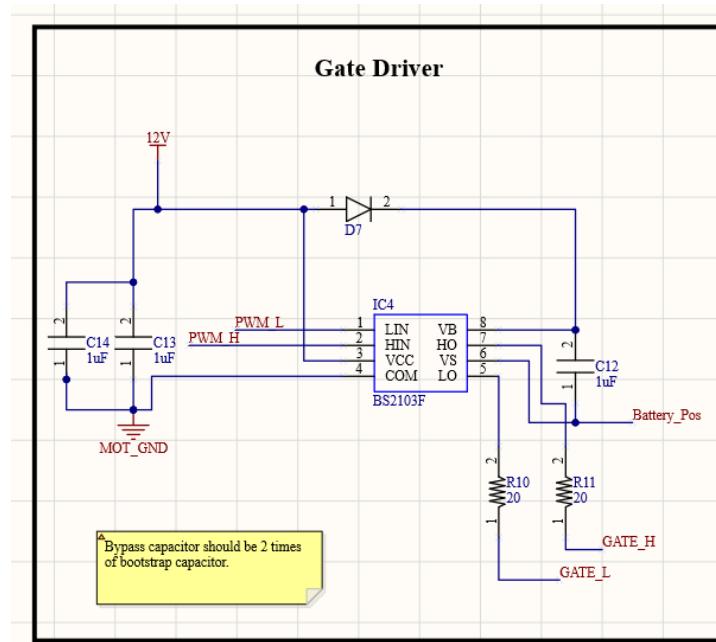 Gate Driver
12V
1
2
D7
IC4
PWM_L
1
LIN
VB
8
PWM_H
2
HIN
HO
7
3
VCC
VS
6
4
COM
LO
5
BS2103F
2
C14
1uF
1
2
C13
1uF
1
2
C12
1uF
1
Battery_Pos
MOT_GND
2
R10
20
1
2
R11
20
1
GATE_H
GATE_L
Bypass capacitor should be 2 times
of bootstrap capacitor.